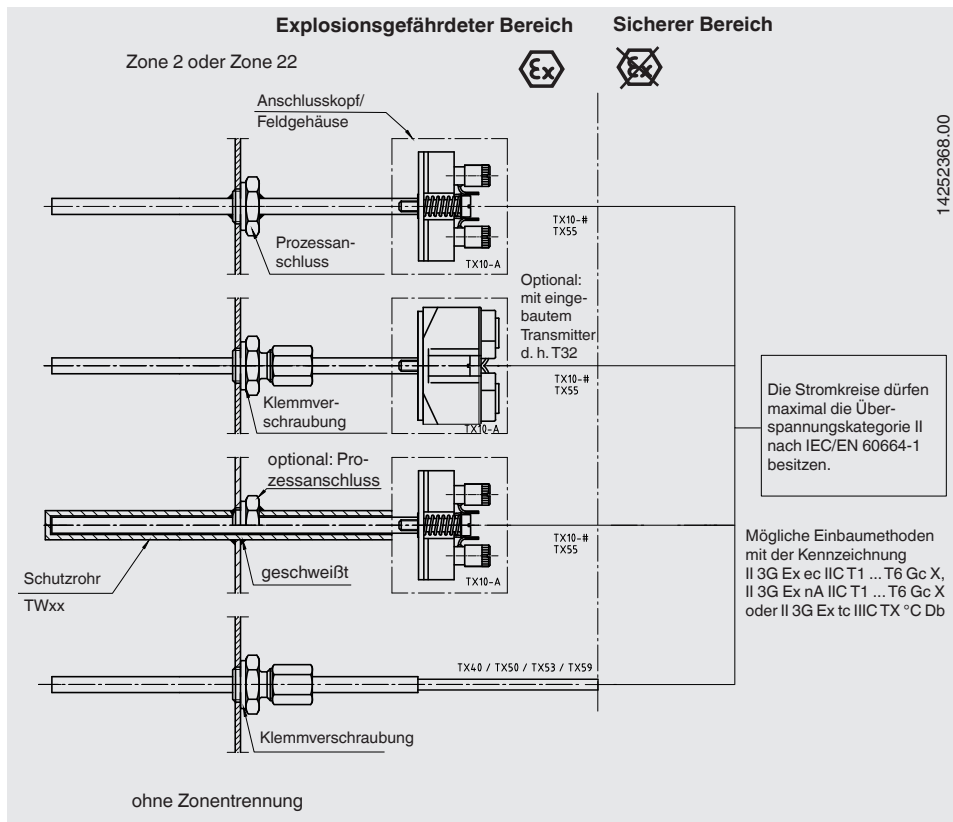 Explosionsgefährdeter Bereich
Sicherer Bereich
Zone 2 oder Zone 22
Ex
Ex
Anschlusskopf/
Feldgehäuse
14252368.00
Prozessan-
schluss
TX10-A
TX10-#
TX55
Optional:
mit einge-
bautem
Transmitter
d. h. T32
TX10-#
TX55
Klemmver-
schraubung
TX10-A
Die Stromkreise dürfen
maximal die Über-
spannungskategorie II
nach IEC/EN 60664-1
besitzen.
optional: Pro-
zessanschluss
TX10-#
TX55
Schutzrohr
TWxx
geschweißt
TX10-A
Mögliche Einbaumethoden
mit der Kennzeichnung
II 3G Ex ec IIC T1 ... T6 Gc X,
II 3G Ex nA IIC T1 ... T6 Gc X
oder II 3G Ex tc IIIC TX °C Db
TX40 / TX50 / TX53 / TX59
Klemmverschraubung
ohne Zonentrennung